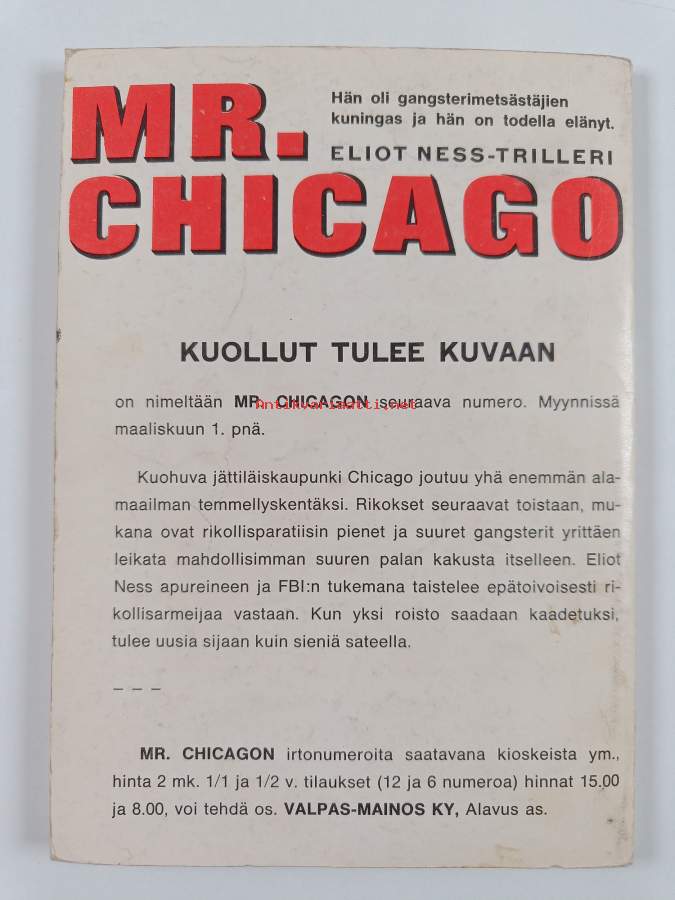 MR.
CHICAGO
Hän oli gangsterimetsästäjien
kuningas ja hän on todella elänyt.
ELIOT NESS-TRILLERI
KUOLLUT TULEE KUVAAN
on nimeltään MR. CHICAGON seuraava numero. Myynnissä
Antikvariaatti.net
maaliskuun 1. pnä.
Kuohuva jättiläiskaupunki Chicago joutuu yhä enemmän ala-
maailman temmellyskentäksi. Rikokset seuraavat toistaan, mu-
kana ovat rikollisparatiisin pienet ja suuret gangsterit yrittäen
leikata mahdollisimman suuren palan kakusta itselleen. Eliot
Ness apureineen ja FBI:n tukemana taistelee epätoivoisesti ri-
kollisarmeijaa vastaan. Kun yksi roisto saadaan kaadetuksi,
tulee uusia sijaan kuin sieniä sateella.
– – –
MR. CHICAGON irtonumeroita saatavana kioskeista ym.,
hinta 2 mk. 1/1 ja 1/2 v. tilaukset (12 ja 6 numeroa) hinnat 15.00
ja 8.00, voi tehdä os. VALPAS-MAINOS KY, Alavus as.